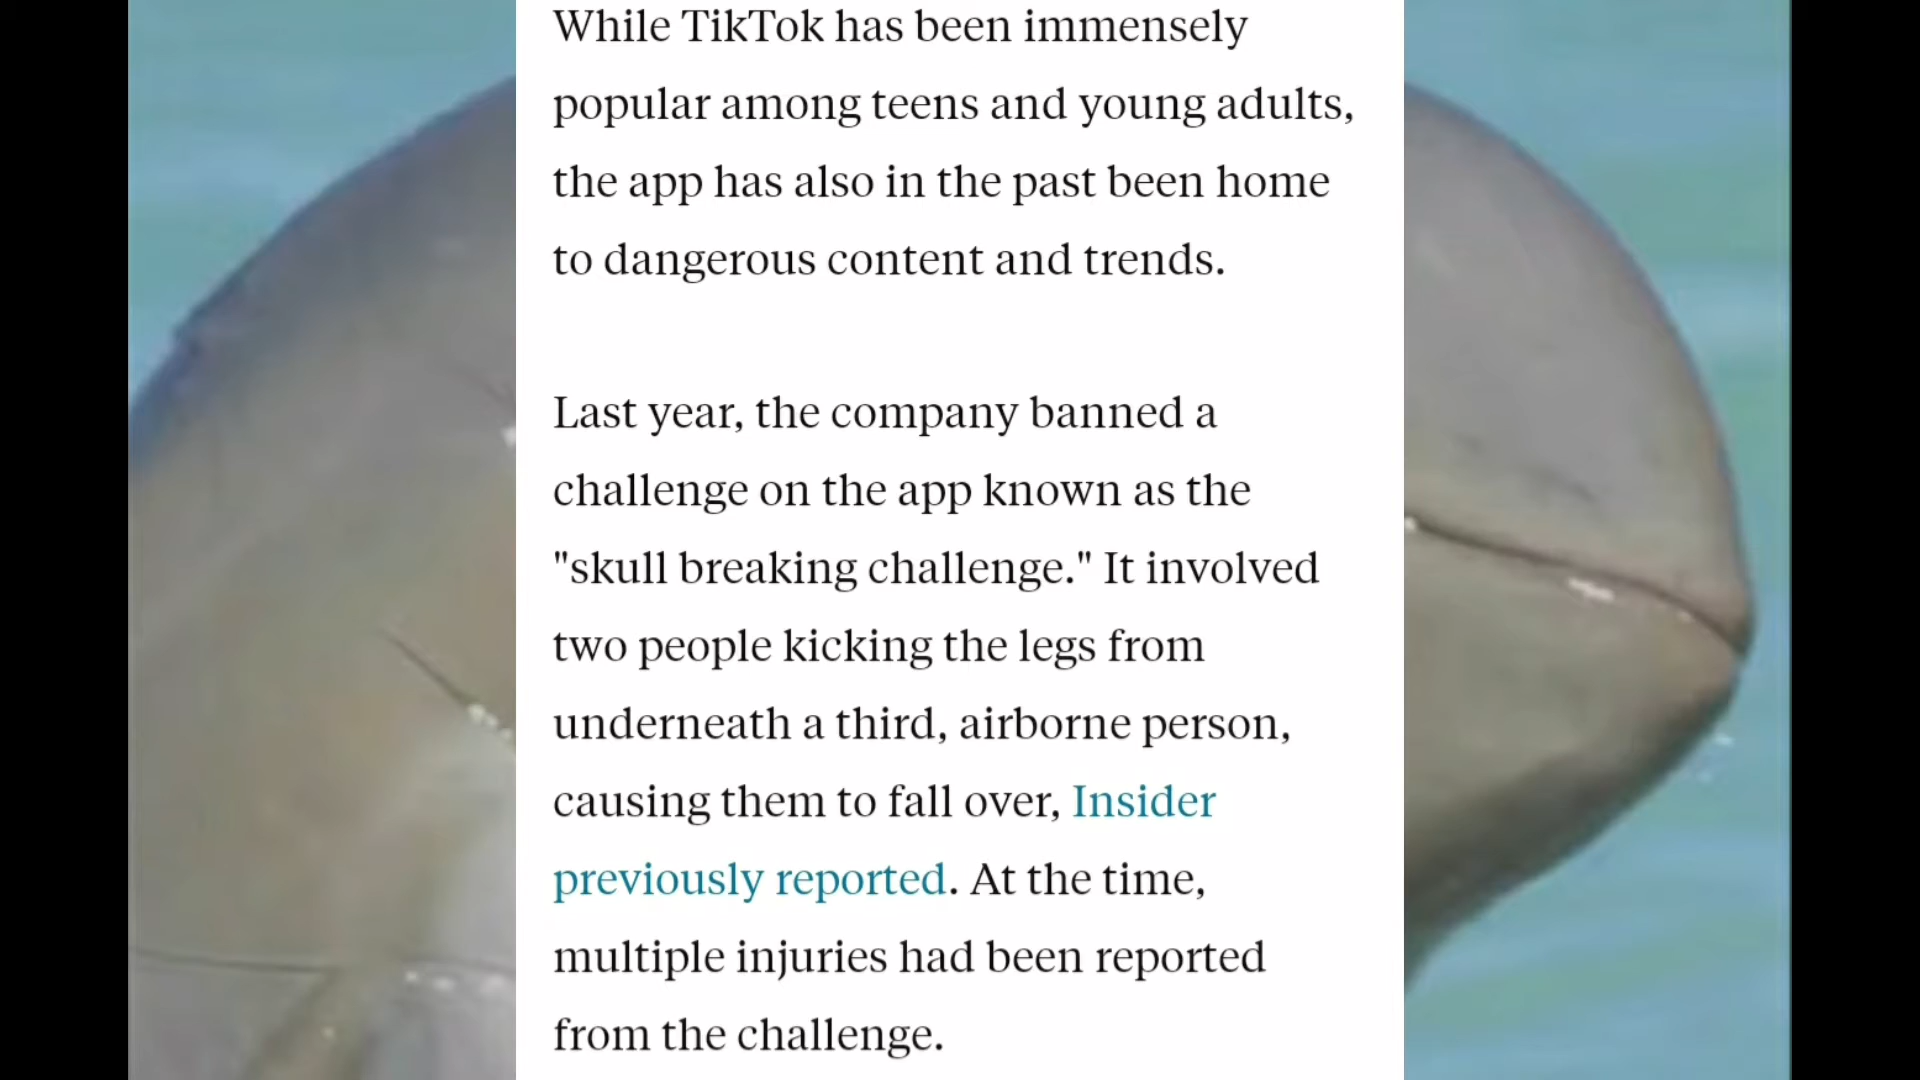 While TikTok has been immensely
popular among teens and young adults,
the app has also in the past been home
to dangerous content and trends.
Last year, the company banned a
challenge on the app known as the
"skull breaking challenge." It involved
two people kicking the legs from
underneath a third, airborne person,
causing them to fall over, Insider
previously reported. At the time,
multiple injuries had been reported
from the challenge.